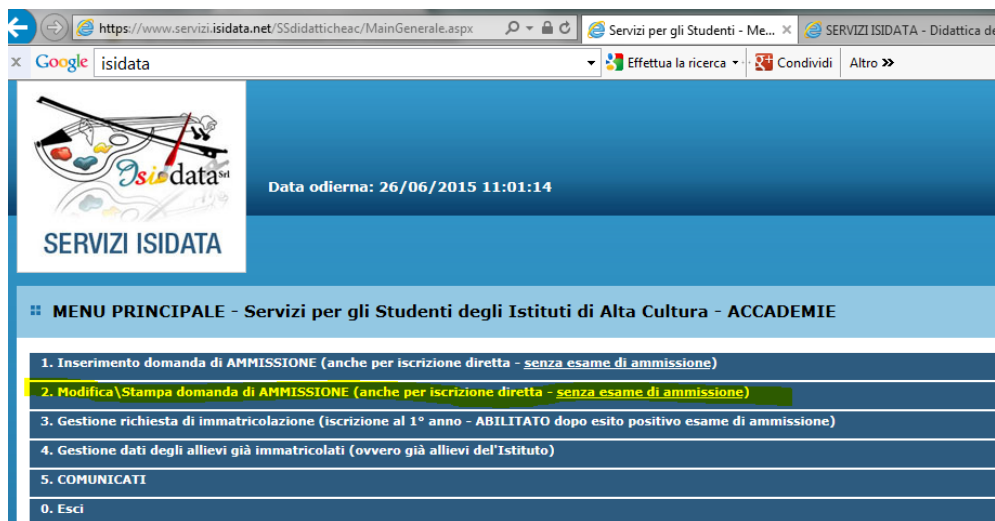 https://www.servizi.isidata.net/SSdidatticheac/MainGenerale.aspx
Servizi per gli Studenti - Me... ×
SERVIZI ISIDATA - Didattica de
x Google isidata Effettua la ricerca Condividi Altro »
Isidata Srl
Data odierna: 26/06/2015 11:01:14
SERVIZI ISIDATA
MENU PRINCIPALE - Servizi per gli Studenti degli Istituti di Alta Cultura - ACCADEMIE
1. Inserimento domanda di AMMISSIONE (anche per iscrizione diretta - senza esame di ammissione)
2. Modifica\Stampa domanda di AMMISSIONE (anche per iscrizione diretta - senza esame di ammissione)
3. Gestione richiesta di immatricolazione (iscrizione al 1° anno - ABILITATO dopo esito positivo esame di ammissione)
4. Gestione dati degli allievi già immatricolati (ovvero già allievi del'Istituto)
5. COMUNICATI
0. Esci